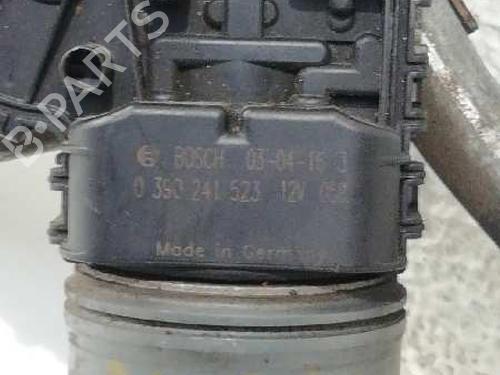 B-PARTS
BOSCH 03-04-16 3
0 390 241 523 12V
Made in Germany